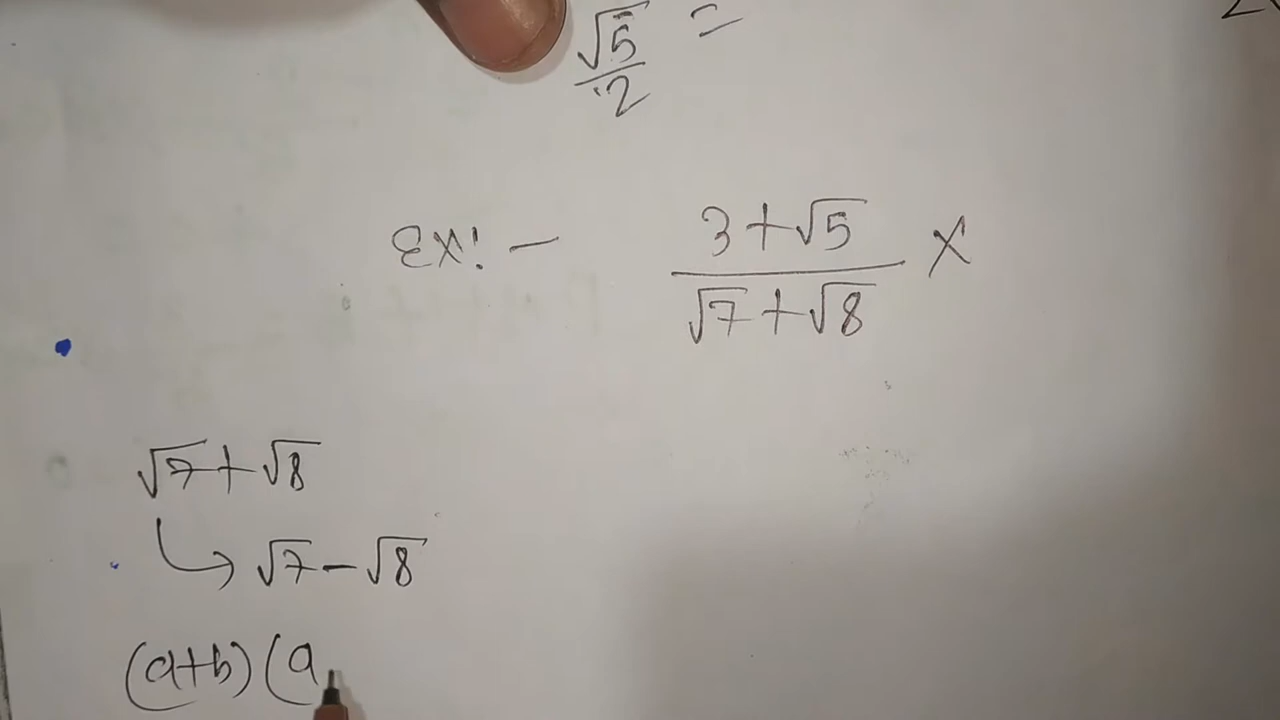 √5/2 =
Ex:- (3+√5)/(√7+√8) ×
√7+√8
↳ √7-√8
(a+b)(a